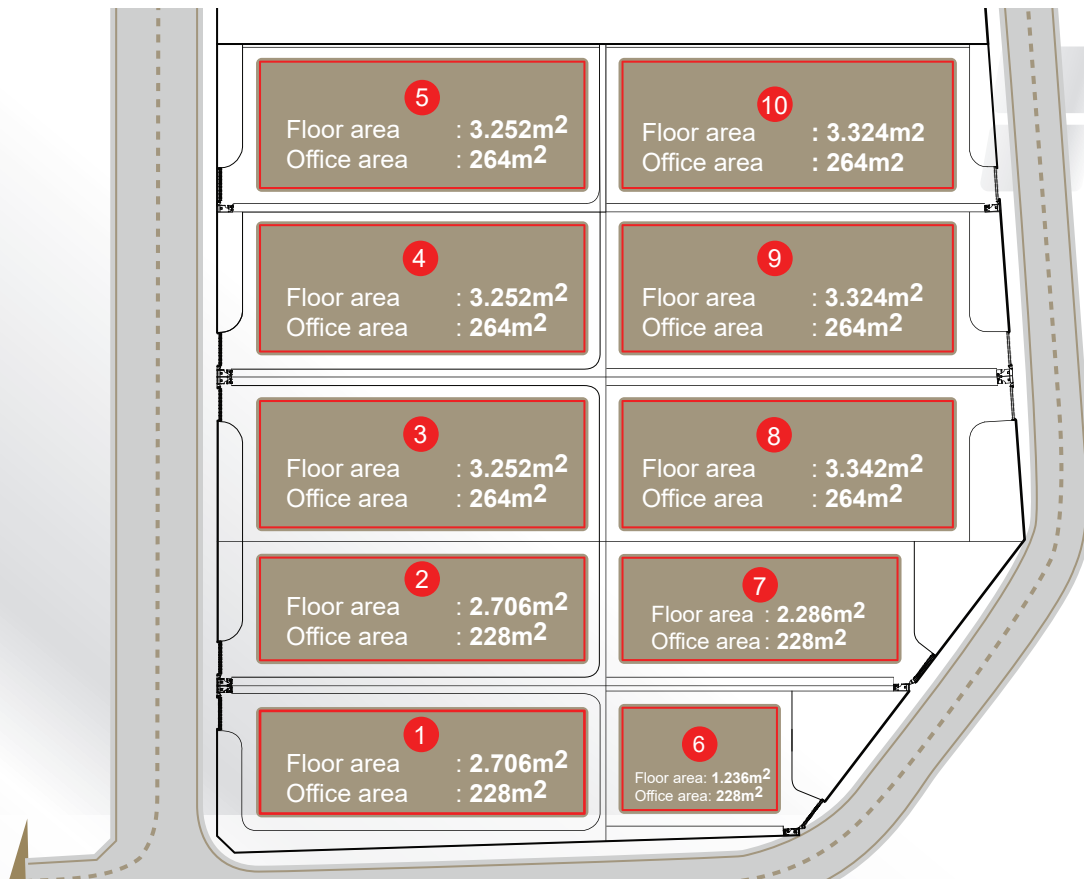 5
Floor area : 3.252m2
Office area : 264m2
10
Floor area : 3.324m2
Office area : 264m2
4
Floor area : 3.252m2
Office area : 264m2
9
Floor area : 3.324m2
Office area : 264m2
3
Floor area : 3.252m2
Office area : 264m2
8
Floor area : 3.342m2
Office area : 264m2
2
Floor area : 2.706m2
Office area : 228m2
7
Floor area : 2.286m2
Office area : 228m2
1
Floor area : 2.706m2
Office area : 228m2
6
Floor area: 1.236m2
Office area: 228m2